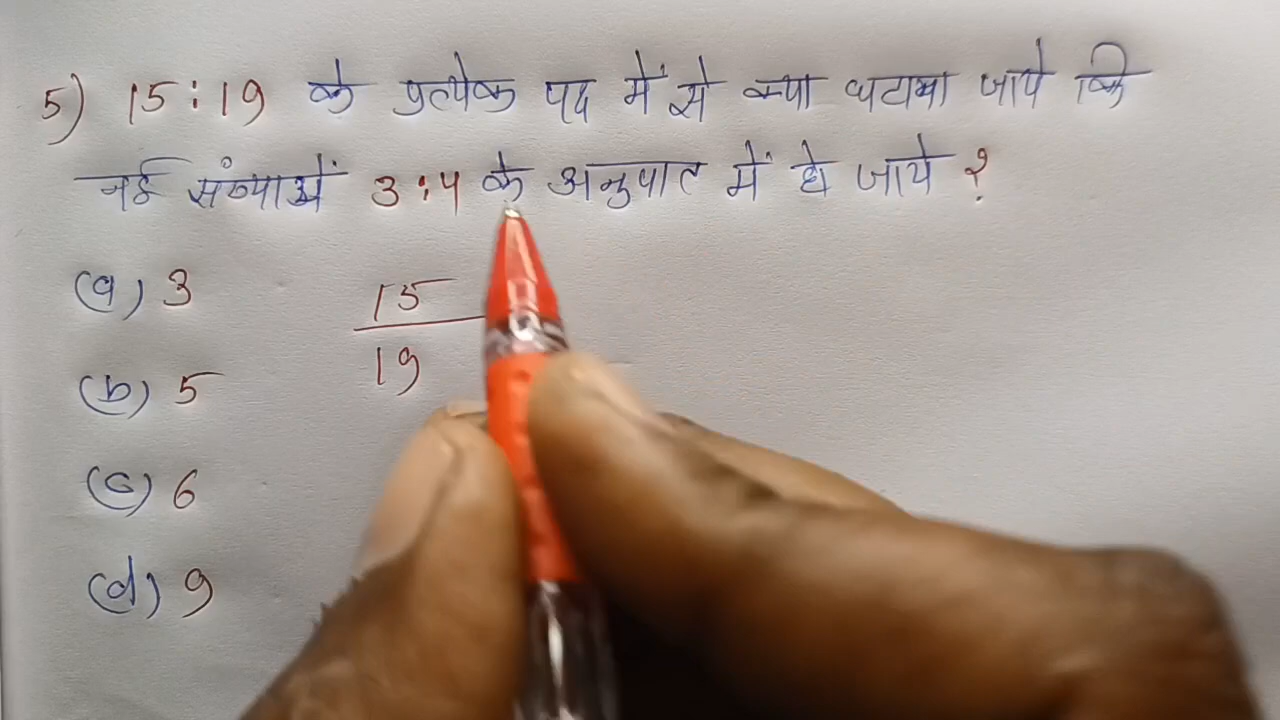 5) 15:19 के प्रत्येक पद में से क्या घटाया जाये कि
नई संख्याऐं 3:4 के अनुपात में हो जाये ?
(a) 3
(b) 5
(c) 6
(d) 9
15
19